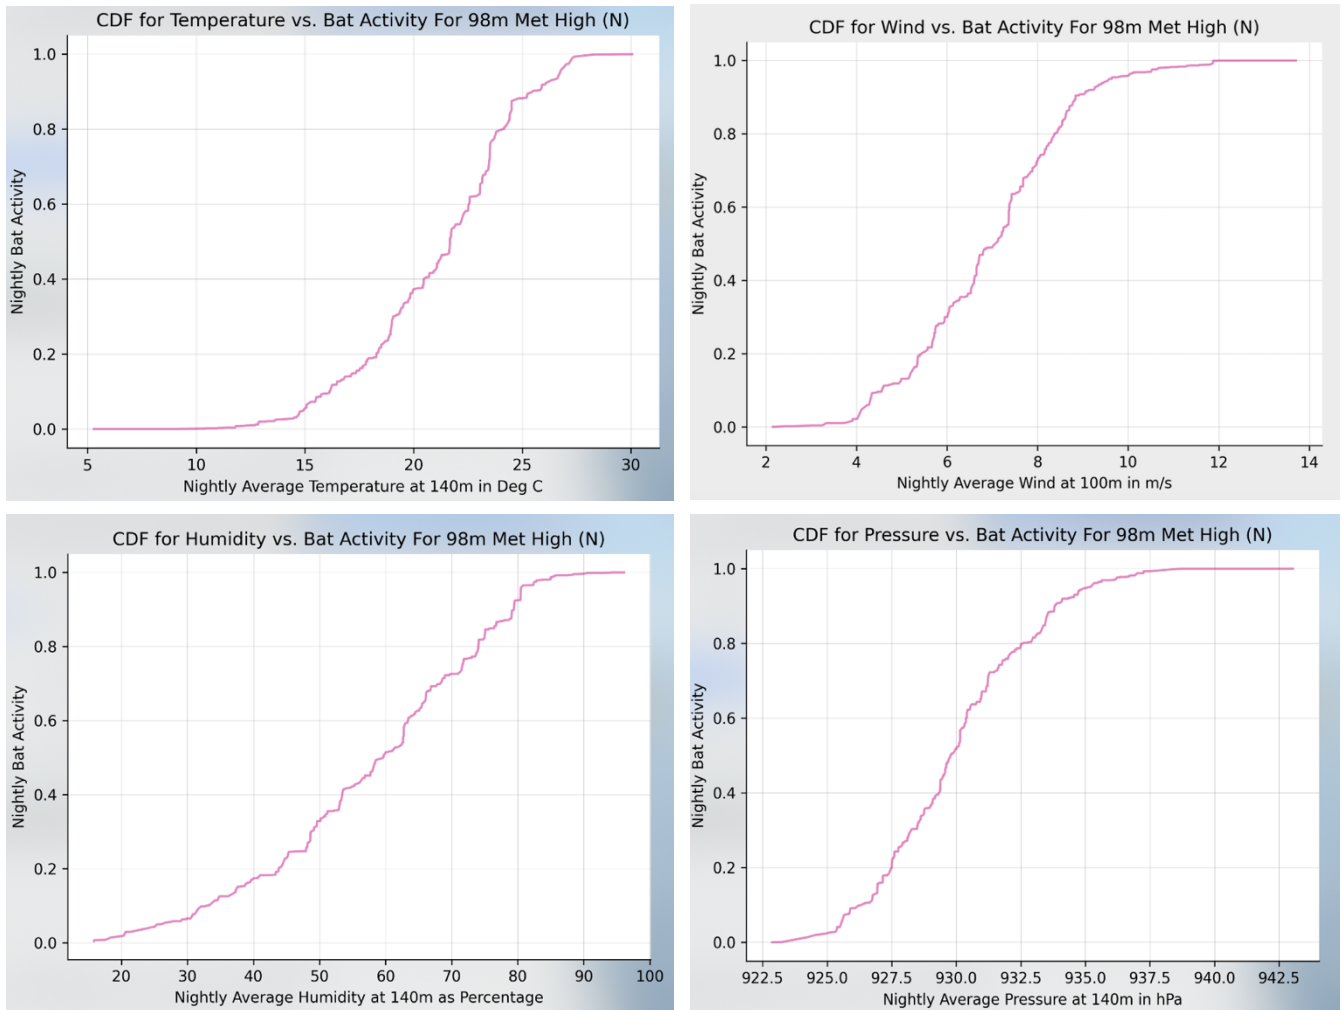 CDF for Temperature vs. Bat Activity For 98m Met High (N)
1.0
0.8
0.6
0.4
0.2
0.0
Nightly Bat Activity
5 10 15 20 25 30
Nightly Average Temperature at 140m in Deg C
CDF for Wind vs. Bat Activity For 98m Met High (N)
1.0
0.8
0.6
0.4
0.2
0.0
Nightly Bat Activity
2 4 6 8 10 12 14
Nightly Average Wind at 100m in m/s
CDF for Humidity vs. Bat Activity For 98m Met High (N)
1.0
0.8
0.6
0.4
0.2
0.0
Nightly Bat Activity
20 30 40 50 60 70 80 90 100
Nightly Average Humidity at 140m as Percentage
CDF for Pressure vs. Bat Activity For 98m Met High (N)
1.0
0.8
0.6
0.4
0.2
0.0
Nightly Bat Activity
922.5 925.0 927.5 930.0 932.5 935.0 937.5 940.0 942.5
Nightly Average Pressure at 140m in hPa